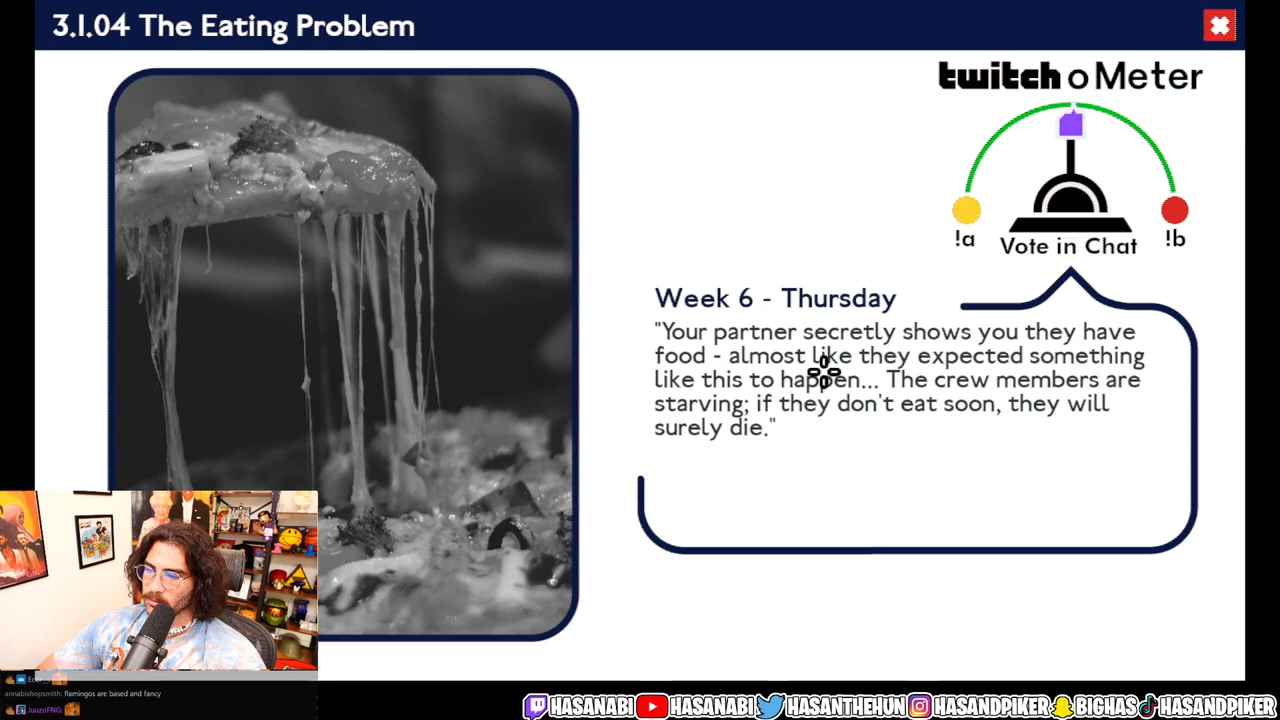 3.1.04 The Eating Problem
twitch o Meter
!a
Vote in Chat
!b
Week 6 - Thursday
"Your partner secretly shows you they have
food - almost like they expected something
like this to happen... The crew members are
starving; if they don't eat soon, they will
surely die."
annabishopsmith: flamingos are based and fancy
JuuzoFNG:
HASANABI
HASANABI
HASANTHEHUN
HASANDPIKER
BIGHAS
HASANDPIKER